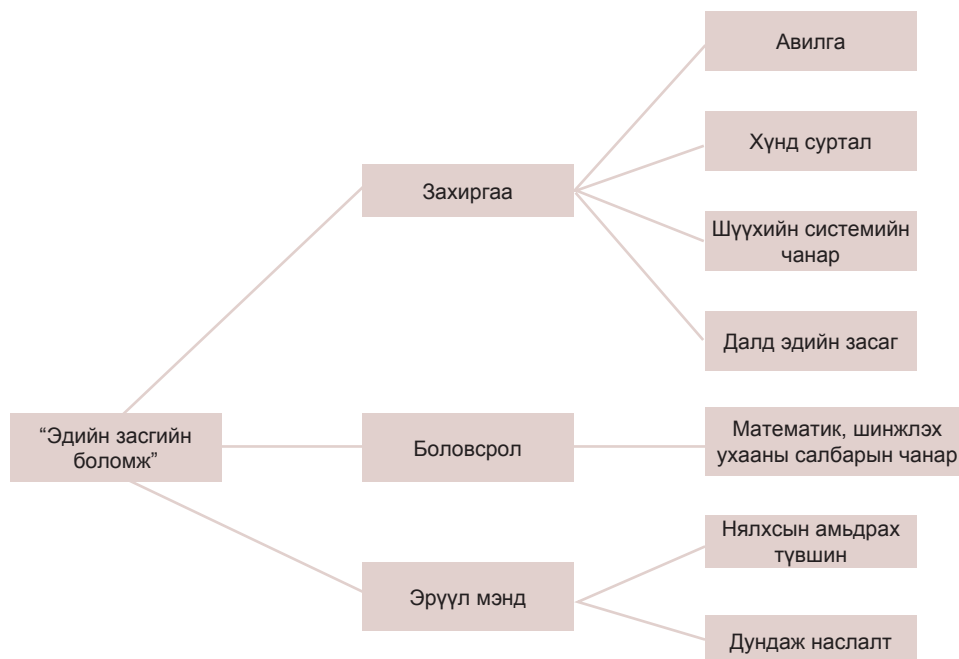 Авилга
Хүнд суртал
Захиргаа
Шүүхийн системийн
чанар
Далд эдийн засаг
“Эдийн засгийн
боломж”
Боловсрол
Математик, шинжлэх
ухааны салбарын чанар
Нялхсын амьдрах
түвшин
Эрүүл мэнд
Дундаж наслалт